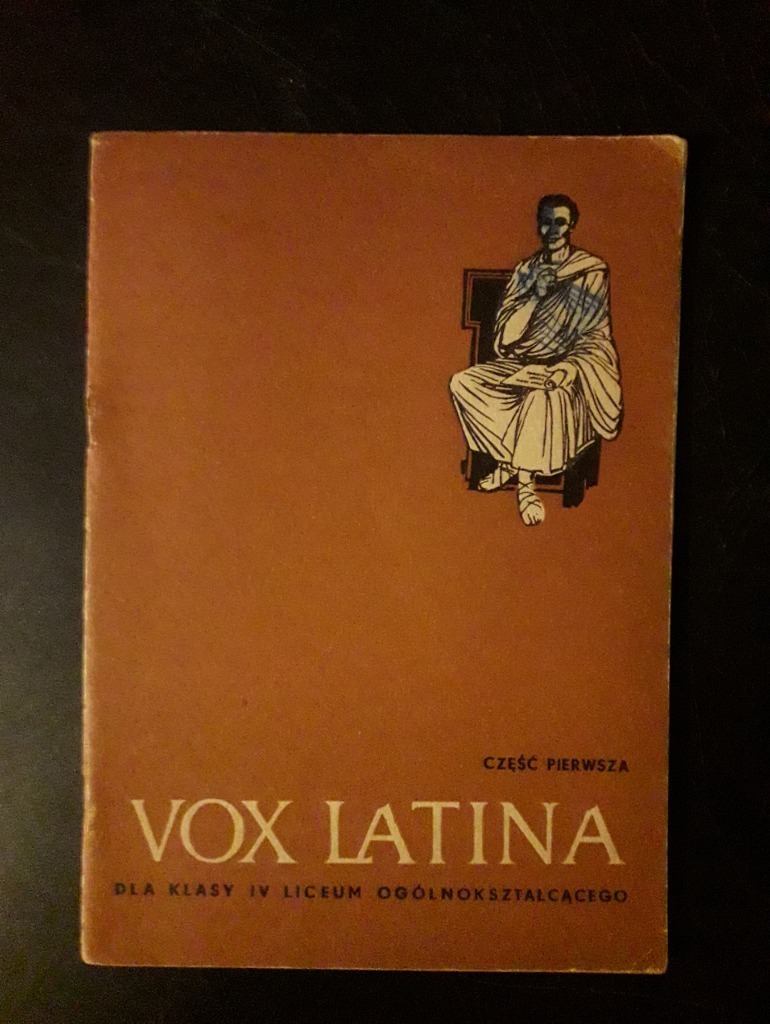 CZĘŚĆ PIERWSZA
VOX LATINA
DLA KLASY IV LICEUM OGÓLNOKSZTAŁCĄCEGO